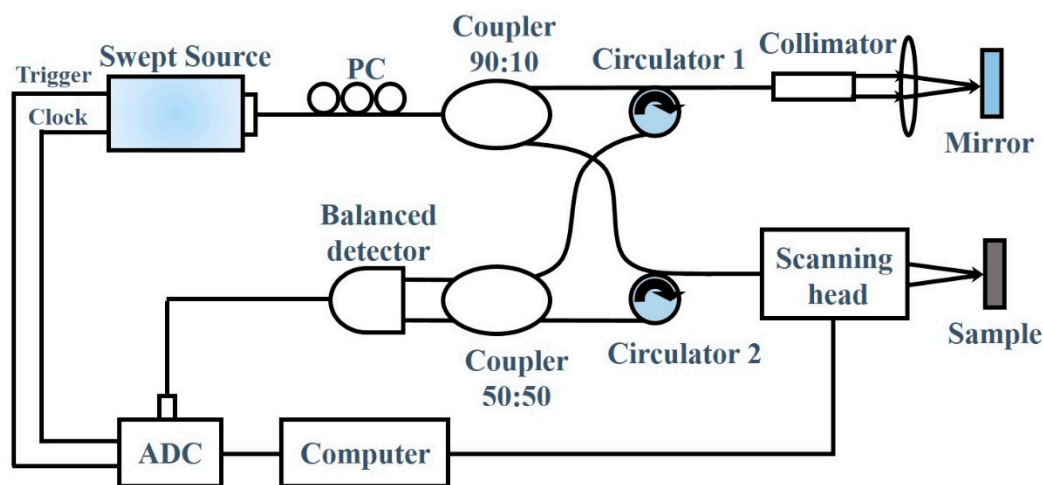 Swept Source
Trigger
Clock
PC
Coupler
90:10
Circulator 1
Collimator
Mirror
Balanced
detector
Coupler
50:50
Circulator 2
Scanning
head
Sample
ADC
Computer